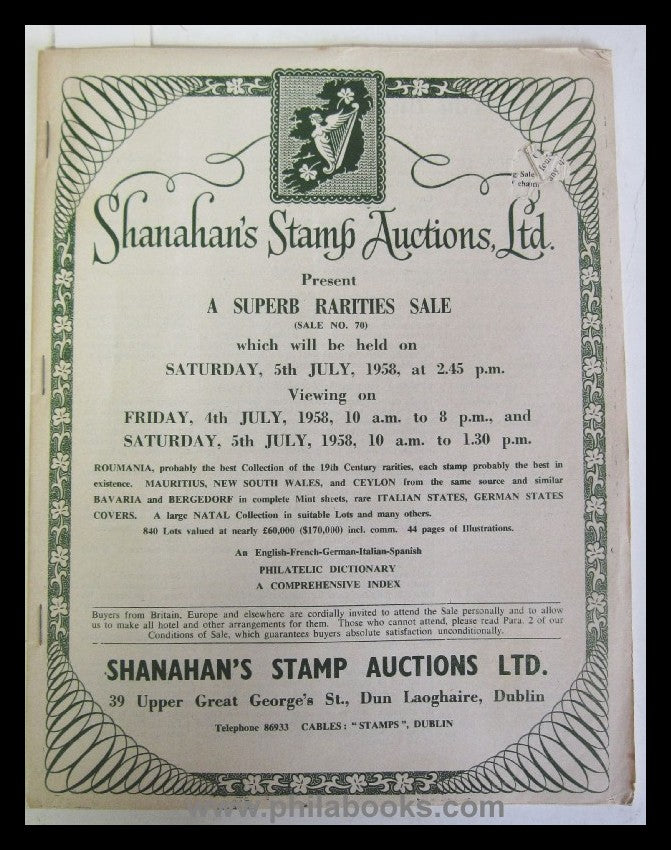 Shanahan's Stamp Auctions, Ltd.
Present
A SUPERB RARITIES SALE
(SALE NO. 70)
which will be held on
SATURDAY, 5th JULY, 1958, at 2.45 p.m.
Viewing on
FRIDAY, 4th JULY, 1958, 10 a.m. to 8 p.m., and
SATURDAY, 5th JULY, 1958, 10 a.m. to 1.30 p.m.
ROUMANIA, probably the best Collection of the 19th Century rarities, each stamp probably the best in
existence. MAURITIUS, NEW SOUTH WALES, and CEYLON from the same source and similar
BAVARIA and BERGEDORF in complete Mint sheets, rare ITALIAN STATES, GERMAN STATES
COVERS. A large NATAL Collection in suitable Lots and many others.
840 Lots valued at nearly £60,000 ($170,000) incl. comm. 44 pages of Illustrations.
An English-French-German-Italian-Spanish
PHILATELIC DICTIONARY
A COMPREHENSIVE INDEX
Buyers from Britain, Europe and elsewhere are cordially invited to attend the Sale personally and to allow
us to make all hotel and other arrangements for them. Those who cannot attend, please read Para. 2 of our
Conditions of Sale, which guarantees buyers absolute satisfaction unconditionally.
SHANAHAN'S STAMP AUCTIONS LTD.
39 Upper Great George's St., Dun Laoghaire, Dublin
Telephone 86933 CABLES: "STAMPS", DUBLIN
www.philabooks.com